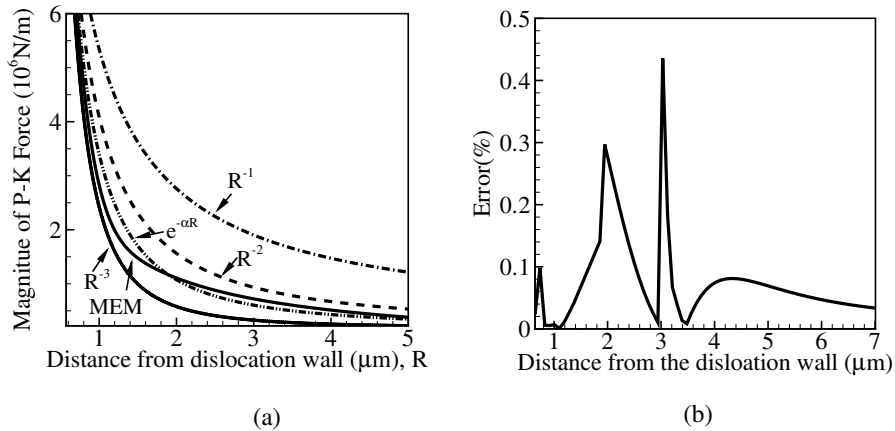 Magnitue of P-K Force (10⁶N/m)
6
4
2
R⁻¹
e⁻ᵅᴿ
R⁻²
R⁻³
MEM
1 2 3 4 5
Distance from dislocation wall (μm), R
(a)
Error(%)
0.5
0.4
0.3
0.2
0.1
0
1 2 3 4 5 6 7
Distance from the disloation wall (μm)
(b)